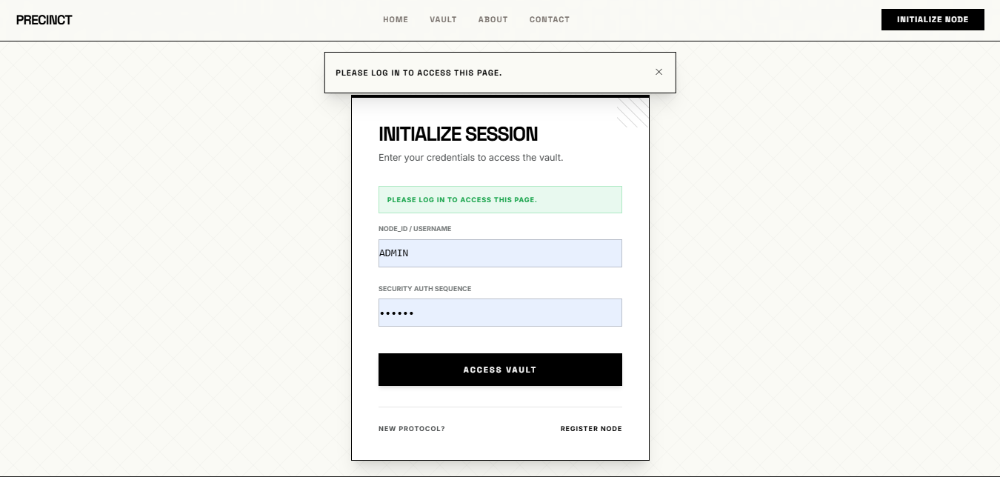 PRECINCT
HOME VAULT ABOUT CONTACT
INITIALIZE NODE
PLEASE LOG IN TO ACCESS THIS PAGE.
INITIALIZE SESSION
Enter your credentials to access the vault.
PLEASE LOG IN TO ACCESS THIS PAGE.
NODE_ID / USERNAME
ADMIN
SECURITY AUTH SEQUENCE
••••••
ACCESS VAULT
NEW PROTOCOL?
REGISTER NODE